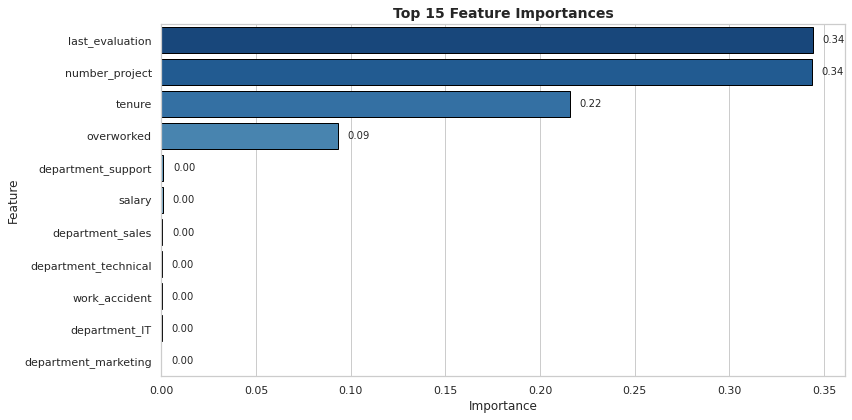 Top 15 Feature Importances
last_evaluation 0.34
number_project 0.34
tenure 0.22
overworked 0.09
department_support 0.00
salary 0.00
department_sales 0.00
department_technical 0.00
work_accident 0.00
department_IT 0.00
department_marketing 0.00
Feature
0.00 0.05 0.10 0.15 0.20 0.25 0.30 0.35
Importance